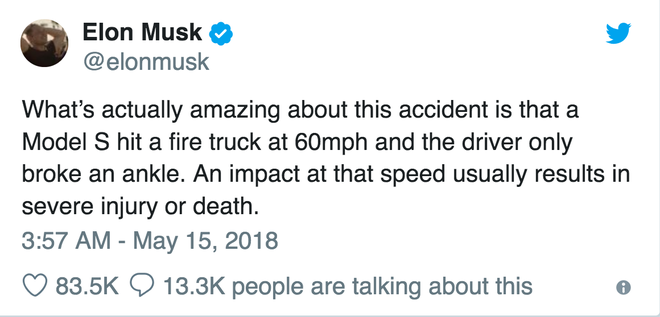 Elon Musk
@elonmusk
What’s actually amazing about this accident is that a
Model S hit a fire truck at 60mph and the driver only
broke an ankle. An impact at that speed usually results in
severe injury or death.
3:57 AM - May 15, 2018
83.5K 13.3K people are talking about this